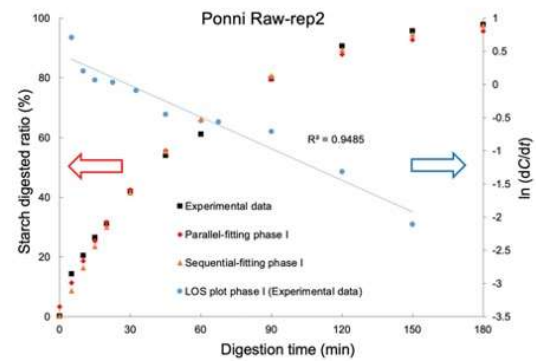 Ponni Raw-rep2
100
80
60
40
20
0
Starch digested ratio (%)
1
0.5
0
-0.5
-1
-1.5
-2
-2.5
-3
-3.5
ln (dC/dt)
R² = 0.9485
Experimental data
Parallel-fitting phase I
Sequential-fitting phase I
LOS plot phase I (Experimental data)
0 30 60 90 120 150 180
Digestion time (min)